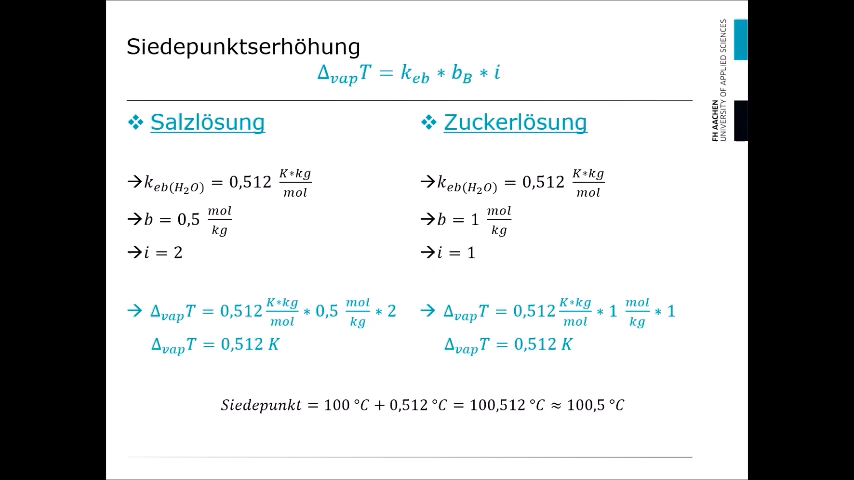 Siedepunktserhöhung
Δ_vap T = k_eb * b_B * i
❖ Salzlösung
→ k_eb(H₂O) = 0,512 K*kg/mol
→ b = 0,5 mol/kg
→ i = 2
→ Δ_vap T = 0,512 K*kg/mol * 0,5 mol/kg * 2
Δ_vap T = 0,512 K
❖ Zuckerlösung
→ k_eb(H₂O) = 0,512 K*kg/mol
→ b = 1 mol/kg
→ i = 1
→ Δ_vap T = 0,512 K*kg/mol * 1 mol/kg * 1
Δ_vap T = 0,512 K
Siedepunkt = 100 °C + 0,512 °C = 100,512 °C ≈ 100,5 °C
FH AACHEN
UNIVERSITY OF APPLIED SCIENCES